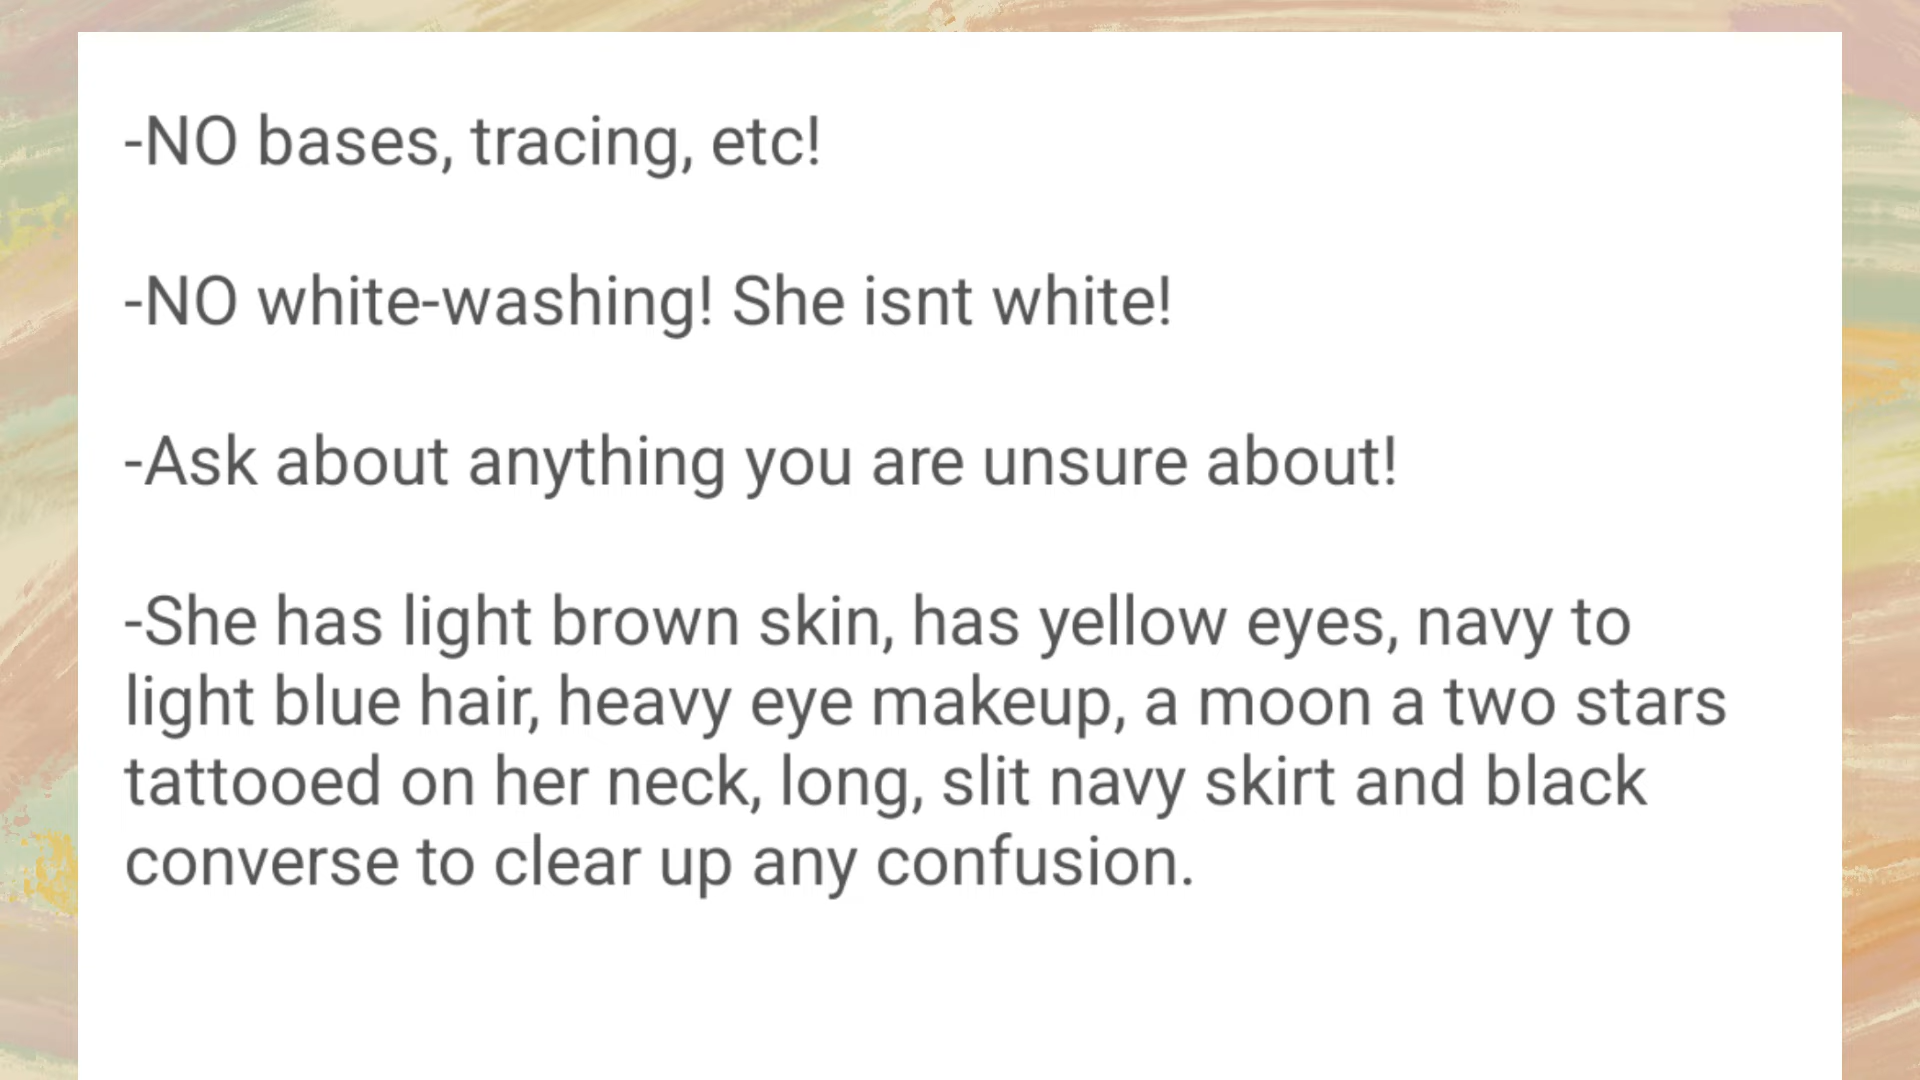 -NO bases, tracing, etc!
-NO white-washing! She isnt white!
-Ask about anything you are unsure about!
-She has light brown skin, has yellow eyes, navy to
light blue hair, heavy eye makeup, a moon a two stars
tattooed on her neck, long, slit navy skirt and black
converse to clear up any confusion.